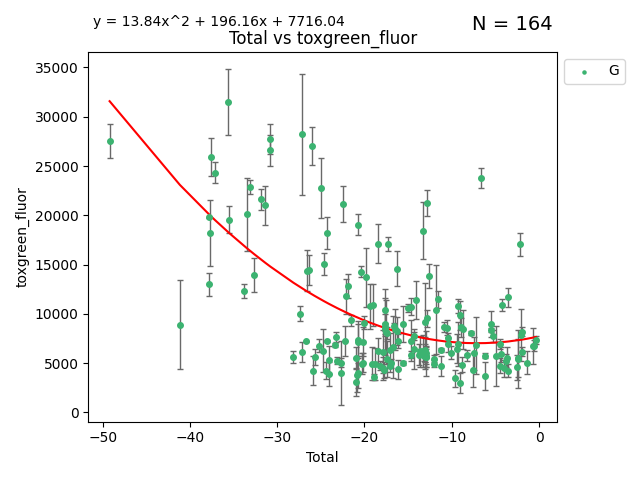 y = 13.84x^2 + 196.16x + 7716.04
N = 164
Total vs toxgreen_fluor
G
35000
30000
25000
20000
15000
10000
5000
0
toxgreen_fluor
−50
−40
−30
−20
−10
0
Total